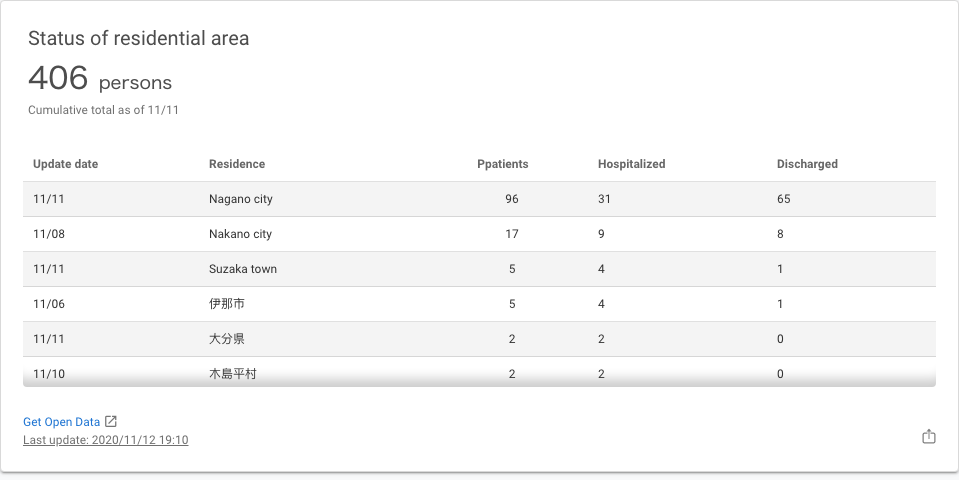 Status of residential area
406 persons
Cumulative total as of 11/11
Update date Residence Ppatients Hospitalized Discharged
11/11 Nagano city 96 31 65
11/08 Nakano city 17 9 8
11/11 Suzaka town 5 4 1
11/06 伊那市 5 4 1
11/11 大分県 2 2 0
11/10 木島平村 2 2 0
Get Open Data
Last update: 2020/11/12 19:10